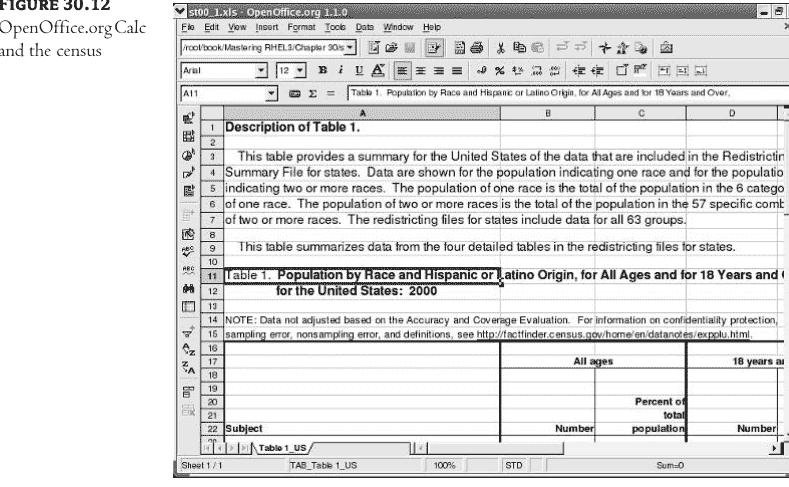 FIGURE 30.12
OpenOffice.org Calc
and the census
st00_1.xls - OpenOffice.org 1.1.0
File Edit View Insert Format Tools Data Window Help
/root/book/Mastering RHEL3/Chapter 30/s
Arial 12 B i U A
A11 Σ = Table 1. Population by Race and Hispanic or Latino Origin, for All Ages and for 18 Years and Over,
A B C D
1 Description of Table 1.
2
3 This table provides a summary for the United States of the data that are included in the Redistrictin
4 Summary File for states. Data are shown for the population indicating one race and for the populatio
5 indicating two or more races. The population of one race is the total of the population in the 6 catego
6 of one race. The population of two or more races is the total of the population in the 57 specific comb
7 of two or more races. The redistricting files for states include data for all 63 groups.
8
9 This table summarizes data from the four detailed tables in the redistricting files for states.
10
11 Table 1. Population by Race and Hispanic or Latino Origin, for All Ages and for 18 Years and
12 for the United States: 2000
13
14 NOTE: Data not adjusted based on the Accuracy and Coverage Evaluation. For information on confidentiality protection,
15 sampling error, nonsampling error, and definitions, see http://factfinder.census.gov/home/en/datanotes/expplu.html.
16
17 All ages 18 years a
18
19
20 Percent of
21 total
22 Subject Number population Number
Table 1_US
Sheet 1 / 1 TAB_Table 1_US 100% STD Sum=0